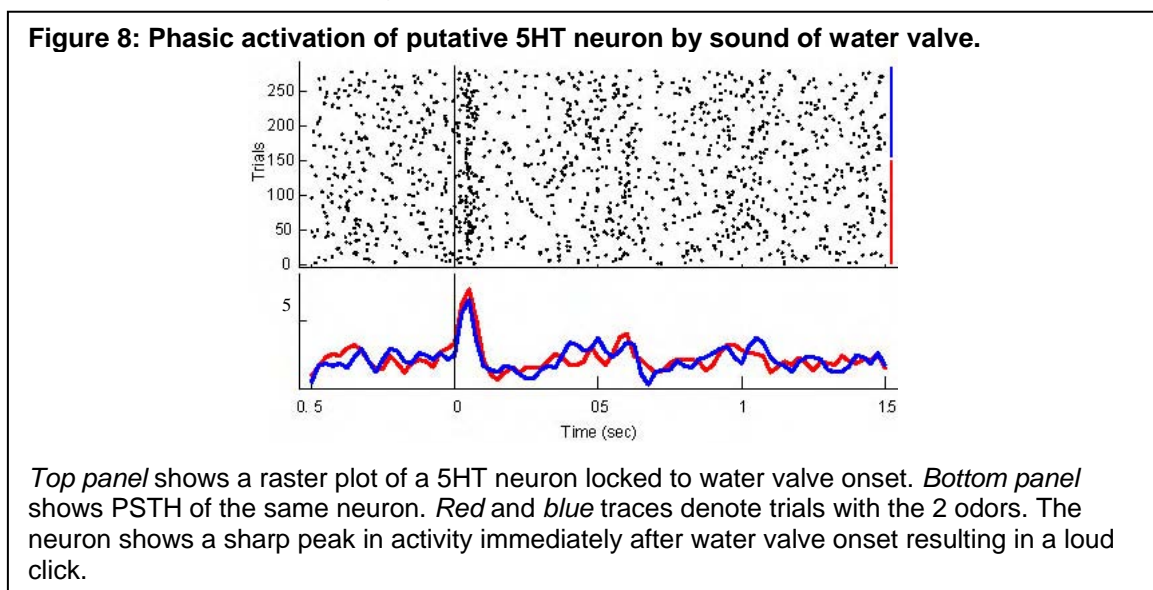 Figure 8: Phasic activation of putative 5HT neuron by sound of water valve.
250
200
150
100
50
0
Trials
5
0. 5
0
05
1
15
Time (sec)
Top panel shows a raster plot of a 5HT neuron locked to water valve onset. Bottom panel
shows PSTH of the same neuron. Red and blue traces denote trials with the 2 odors. The
neuron shows a sharp peak in activity immediately after water valve onset resulting in a loud
click.